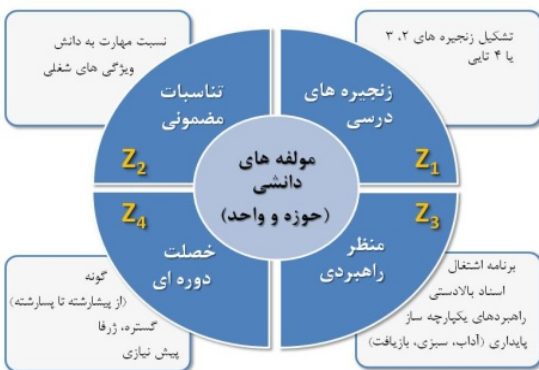 تشکیل زنجیره های ۲، ۳
یا ۴ تایی
نسبت مهارت به دانش
ویژگی های شغلی
زنجیره های
درسی
Z1
تناسبات
مضمونی
Z2
مولفه های
دانشی
(حوزه و واحد)
Z3
منظر
راهبردی
Z4
خصلت
دوره ای
برنامه اشتغال
اسناد بالادستی
راهبردهای یکپارچه ساز
پایداری (آداب، سبزی، بازیافت)
گونه
(از پیشارشته تا پسارشته)
گستره، ژرفا
پیش نیازی